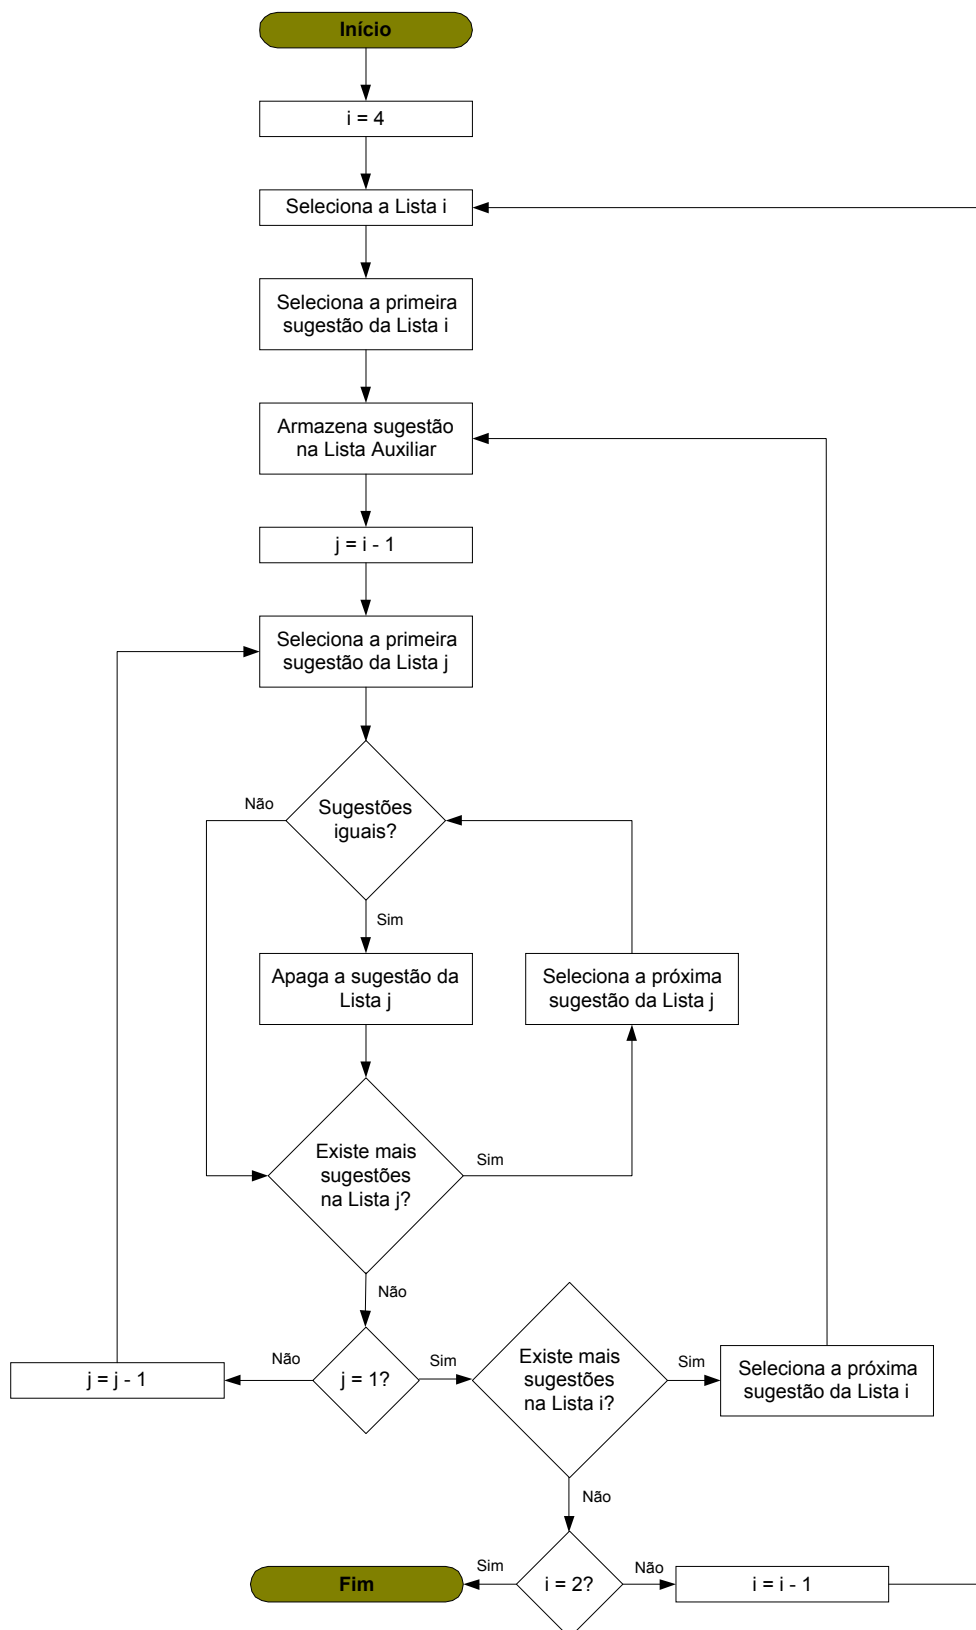 Início
i = 4
Seleciona a Lista i
Seleciona a primeira
sugestão da Lista i
Armazena sugestão
na Lista Auxiliar
j = i - 1
Seleciona a primeira
sugestão da Lista j
Não
Sugestões
iguais?
Sim
Apaga a sugestão da
Lista j
Seleciona a próxima
sugestão da Lista j
Existe mais
sugestões
na Lista j?
Sim
Não
j = j - 1
Não
j = 1?
Sim
Existe mais
sugestões
na Lista i?
Sim
Seleciona a próxima
sugestão da Lista i
Não
Fim
Sim
i = 2?
Não
i = i - 1